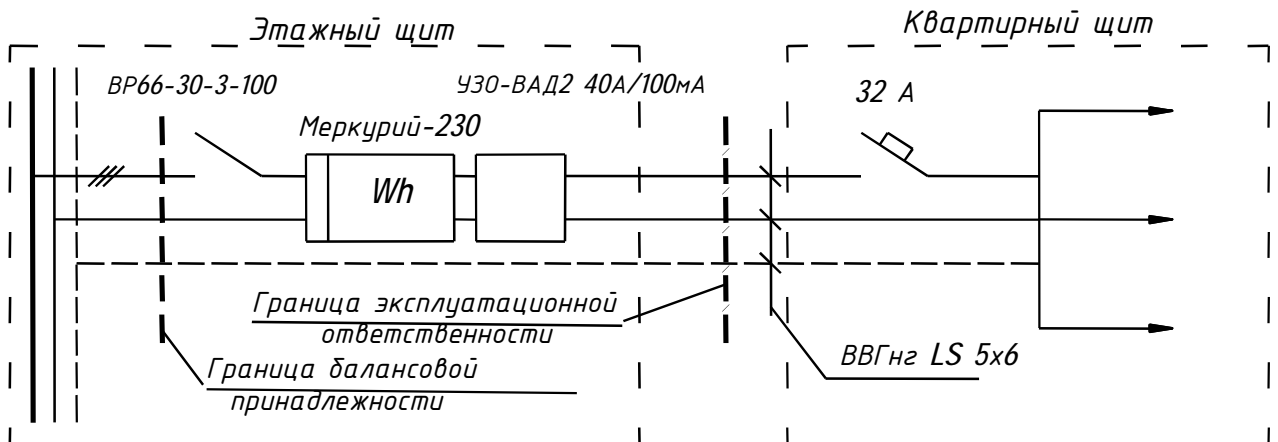 Этажный щит
Квартирный щит
ВР66-30-3-100
УЗО-ВАД2 40А/100мА
32 А
Меркурий-230
Wh
Граница эксплуатационной
ответственности
ВВГнг LS 5х6
Граница балансовой
принадлежности